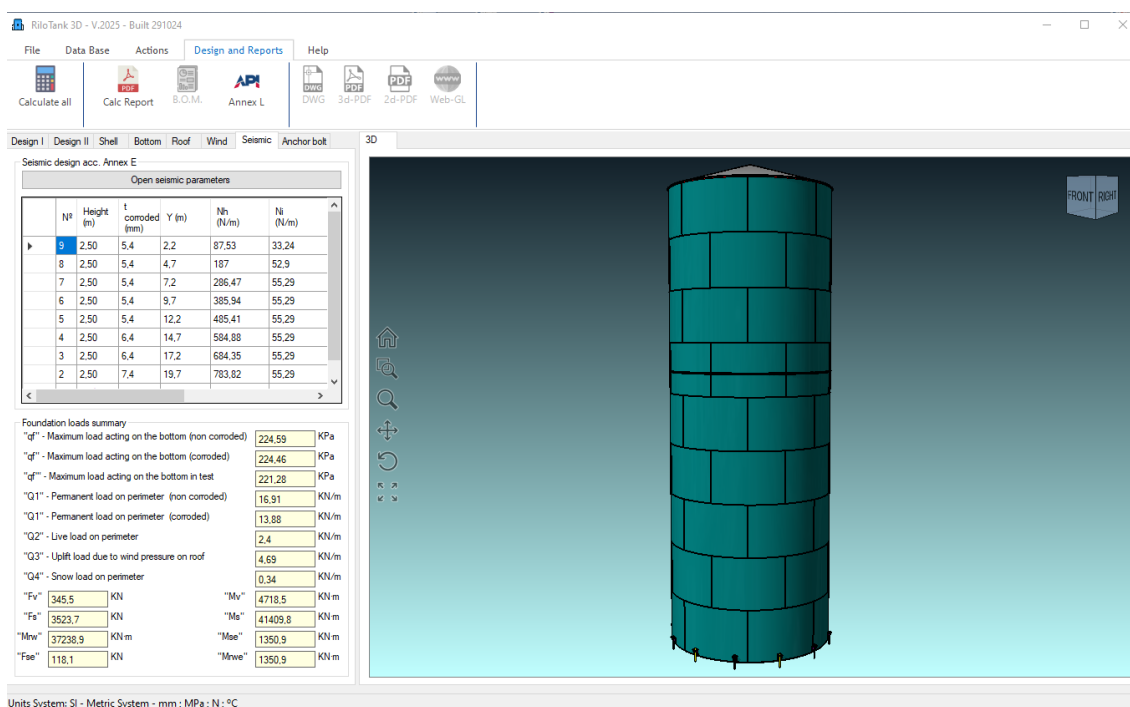 RiloTank 3D - V.2025 - Built 291024
File Data Base Actions Design and Reports Help
Calculate all Calc Report B.O.M. API Annex L DWG 3d-PDF 2d-PDF Web-GL
Design I Design II Shell Bottom Roof Wind Seismic Anchor bolt 3D
Seismic design acc. Annex E
Open seismic parameters
Nº Height (m) t corroded (mm) Y (m) Nh (N/m) Ni (N/m)
9 2,50 5,4 2,2 87,53 33,24
8 2,50 5,4 4,7 187 52,9
7 2,50 5,4 7,2 286,47 55,29
6 2,50 5,4 9,7 385,94 55,29
5 2,50 5,4 12,2 485,41 55,29
4 2,50 6,4 14,7 584,88 55,29
3 2,50 6,4 17,2 684,35 55,29
2 2,50 7,4 19,7 783,82 55,29
Foundation loads summary
"qf" - Maximum load acting on the bottom (non corroded) 224,59 KPa
"qf" - Maximum load acting on the bottom (corroded) 224,46 KPa
"qf'" - Maximum load acting on the bottom in test 221,28 KPa
"Q1" - Permanent load on perimeter (non corroded) 16,91 KN/m
"Q1" - Permanent load on perimeter (corroded) 13,88 KN/m
"Q2" - Live load on perimeter 2,4 KN/m
"Q3" - Uplift load due to wind pressure on roof 4,69 KN/m
"Q4" - Snow load on perimeter 0,34 KN/m
"Fv" 345,5 KN "Mv" 4718,5 KN·m
"Fs" 3523,7 KN "Ms" 41409,8 KN·m
"Mrw" 37238,9 KN·m "Mse" 1350,9 KN·m
"Fse" 118,1 KN "Mrwe" 1350,9 KN·m
FRONT RIGHT
Units System: SI - Metric System - mm ; MPa ; N ; ºC